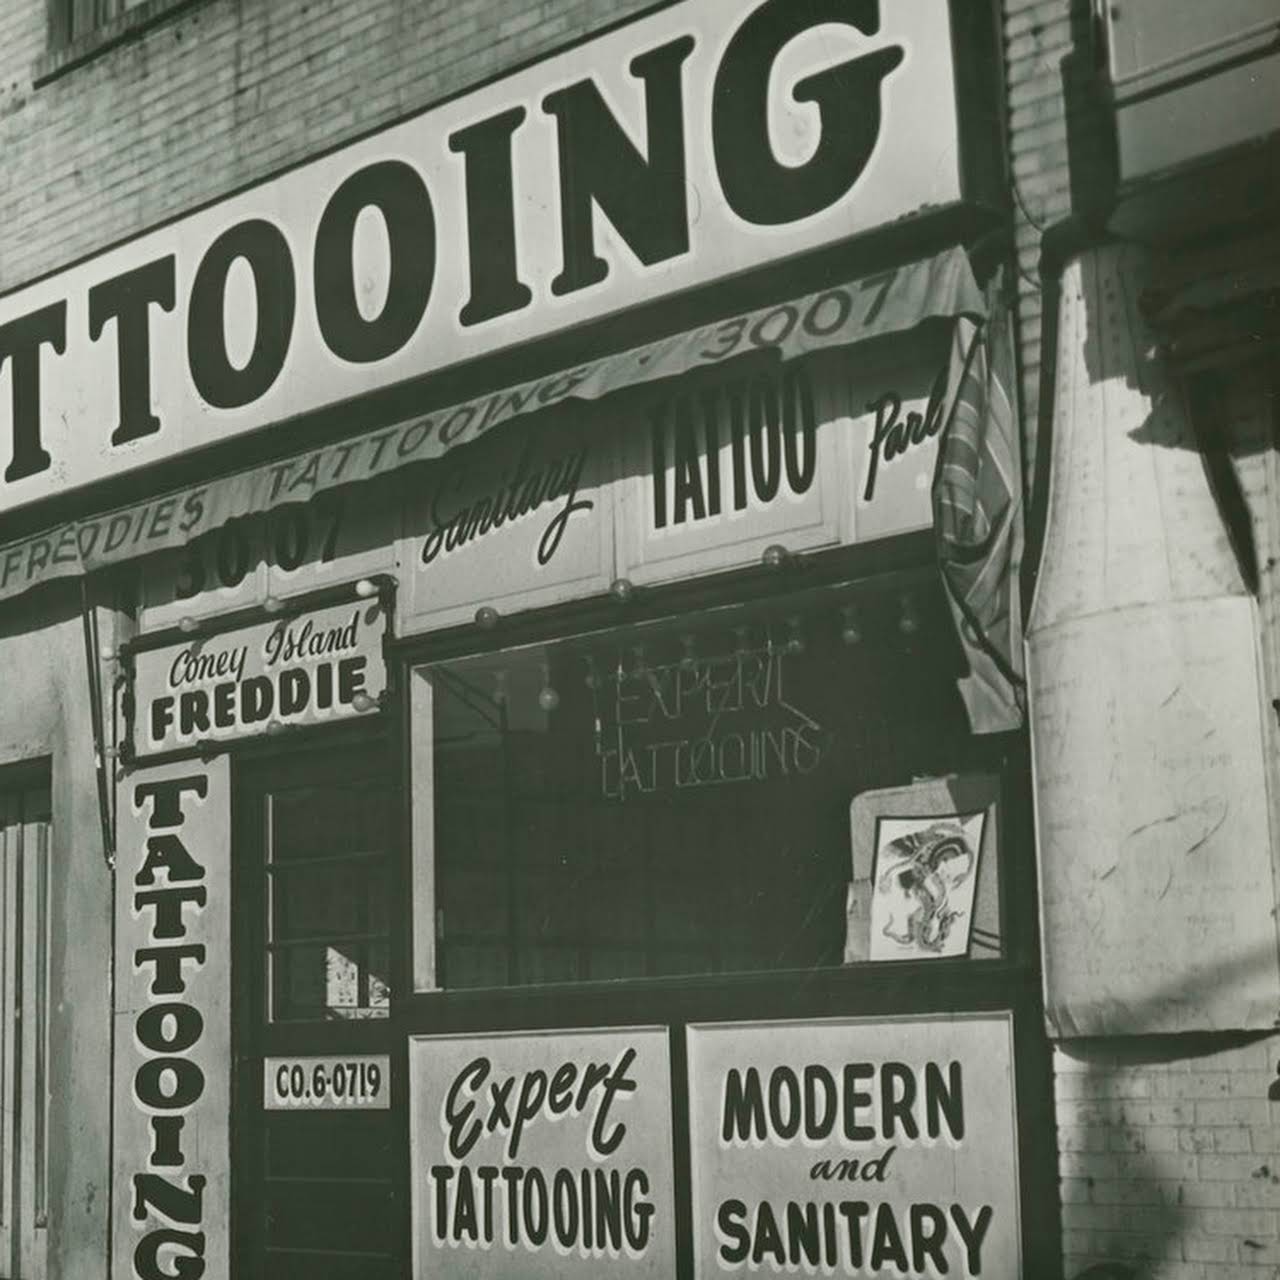 TTOOING
FREDDIES TATTOOING 3007
3007
Sanitary TATTOO Parl
Coney Island
FREDDIE
EXPERT
TATTOOING
TATTOOING
CO.6-0719
Expert
TATTOOING
MODERN
and
SANITARY